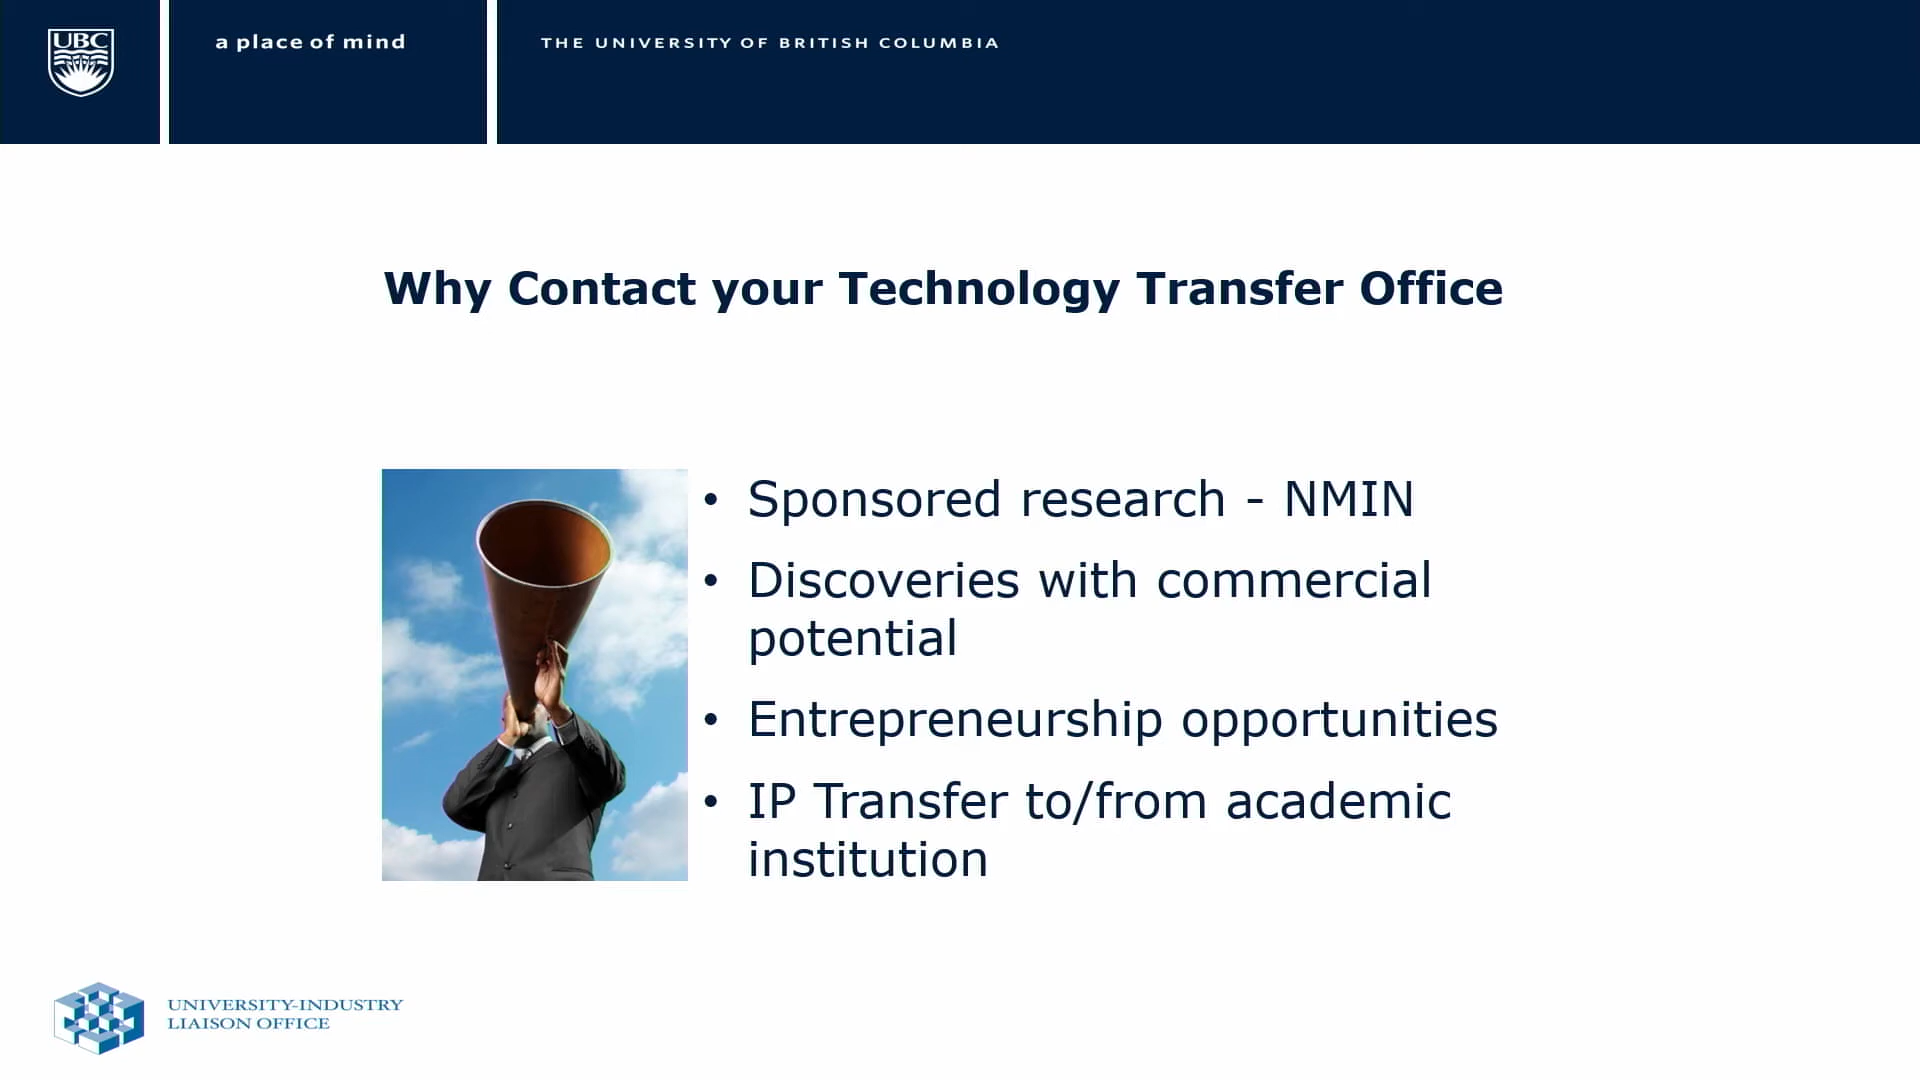 UBC
a place of mind
THE UNIVERSITY OF BRITISH COLUMBIA
Why Contact your Technology Transfer Office
• Sponsored research - NMIN
• Discoveries with commercial
potential
• Entrepreneurship opportunities
• IP Transfer to/from academic
institution
UNIVERSITY-INDUSTRY
LIAISON OFFICE